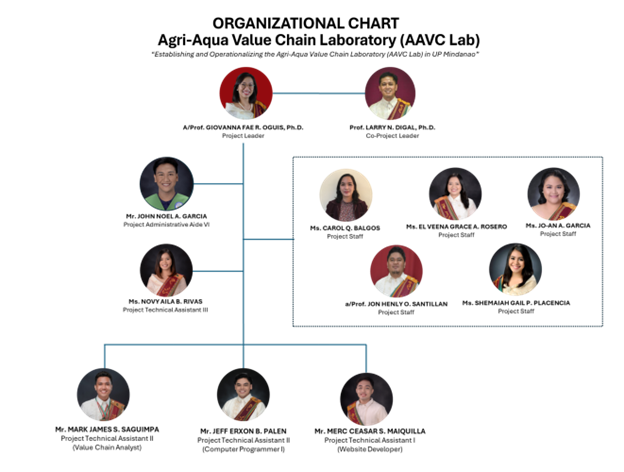 ORGANIZATIONAL CHART
Agri-Aqua Value Chain Laboratory (AAVC Lab)
"Establishing and Operationalizing the Agri-Aqua Value Chain Laboratory (AAVC Lab) in UP Mindanao"
A/Prof. GIOVANNA FAE R. OGUIS, Ph.D.
Project Leader
Prof. LARRY N. DIGAL, Ph.D.
Co-Project Leader
Mr. JOHN NOEL A. GARCIA
Project Administrative Aide VI
Ms. CAROL Q. BALGOS
Project Staff
Ms. EL VEENA GRACE A. ROSERO
Project Staff
Ms. JO-AN A. GARCIA
Project Staff
Ms. NOVY AILA B. RIVAS
Project Technical Assistant III
a/Prof. JON HENLY O. SANTILLAN
Project Staff
Ms. SHEMAIAH GAIL P. PLACENCIA
Project Staff
Mr. MARK JAMES S. SAGUIMPA
Project Technical Assistant II
(Value Chain Analyst)
Mr. JEFF ERXON B. PALEN
Project Technical Assistant II
(Computer Programmer I)
Mr. MERC CEASAR S. MAIQUILLA
Project Technical Assistant I
(Website Developer)